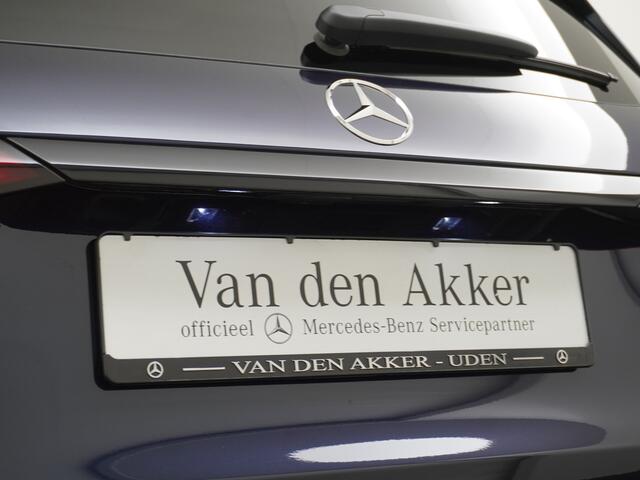 Van den Akker
officieel Mercedes-Benz Servicepartner
VAN DEN AKKER - UDEN